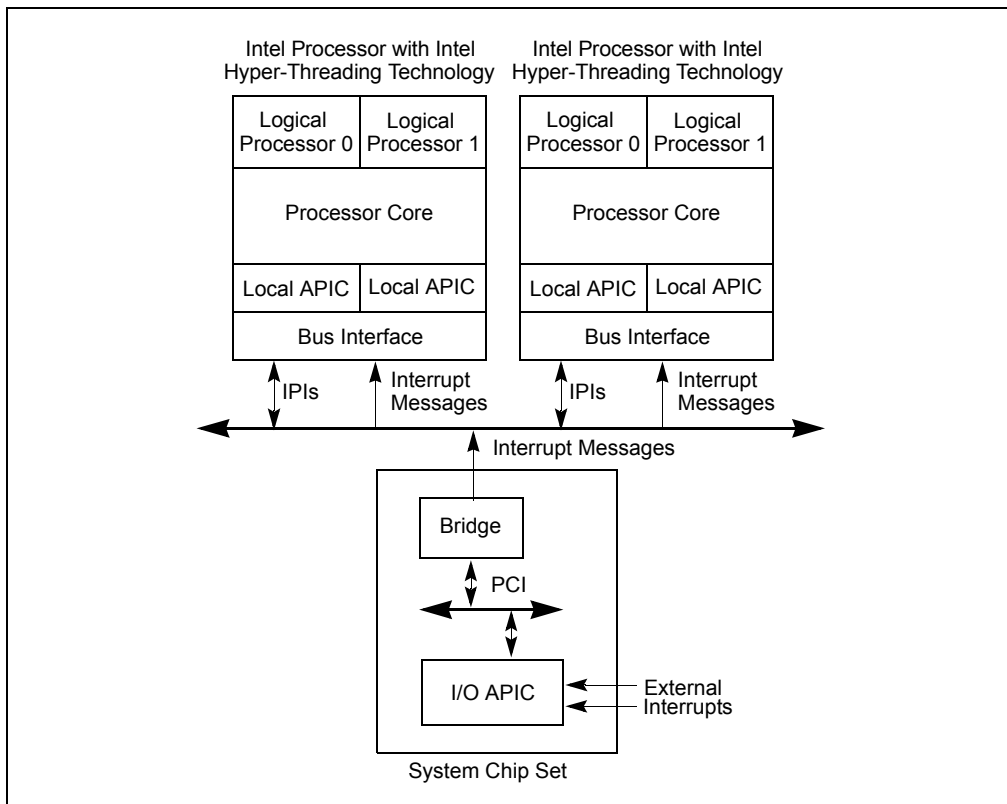 Intel Processor with Intel
Hyper-Threading Technology
Intel Processor with Intel
Hyper-Threading Technology
Logical
Processor 0
Logical
Processor 1
Logical
Processor 0
Logical
Processor 1
Processor Core
Processor Core
Local APIC
Local APIC
Local APIC
Local APIC
Bus Interface
Bus Interface
IPIs
Interrupt
Messages
IPIs
Interrupt
Messages
Interrupt Messages
Bridge
PCI
I/O APIC
External
Interrupts
System Chip Set